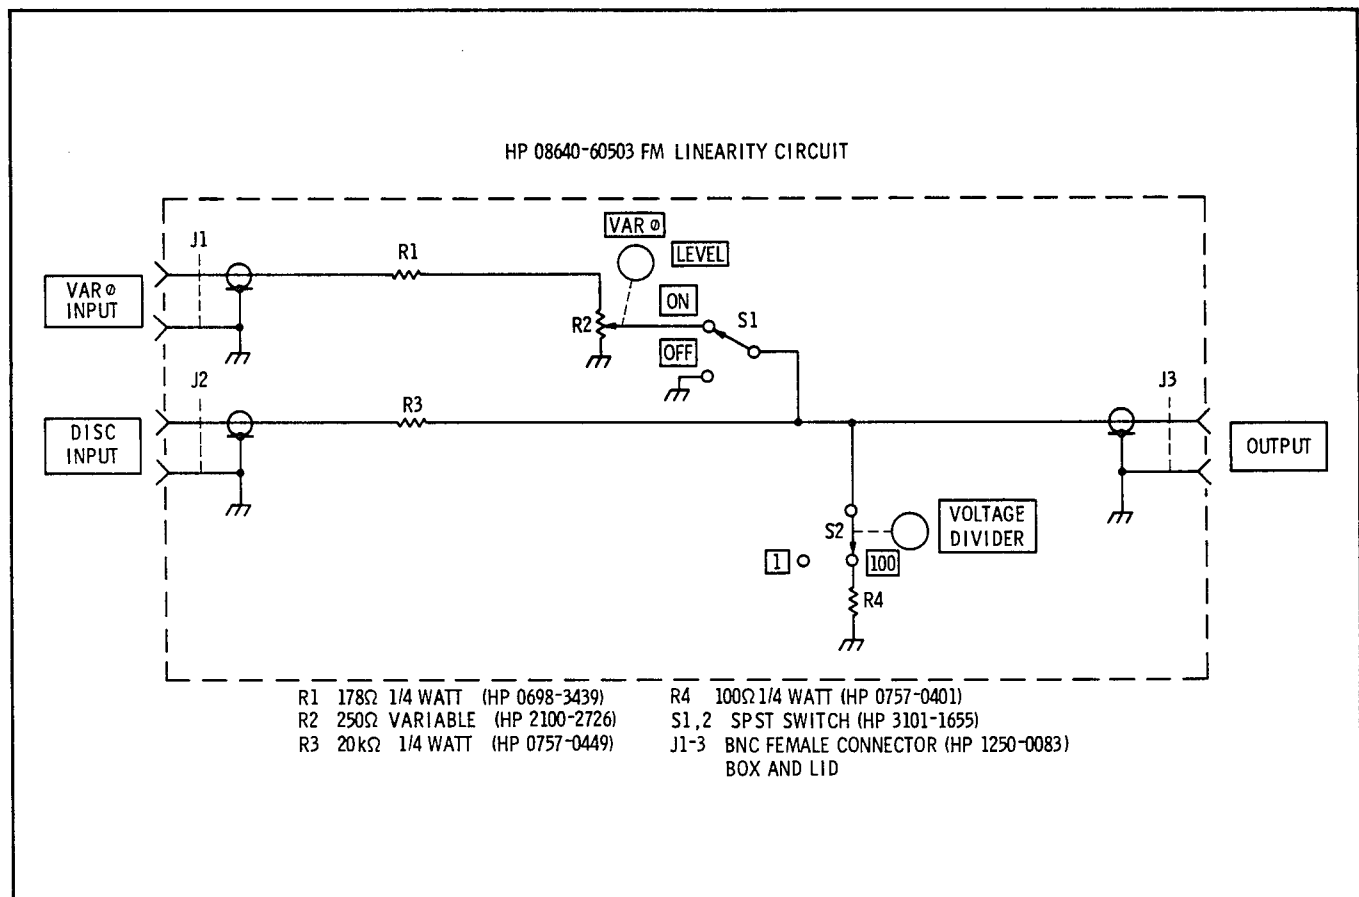 HP 08640-60503 FM LINEARITY CIRCUIT
VAR ø
LEVEL
J1
R1
VAR ø
INPUT
ON
R2
S1
OFF
J2
R3
J3
DISC
INPUT
OUTPUT
S2
VOLTAGE
DIVIDER
1
100
R4
R1 178Ω 1/4 WATT (HP 0698-3439)
R2 250Ω VARIABLE (HP 2100-2726)
R3 20kΩ 1/4 WATT (HP 0757-0449)
R4 100Ω 1/4 WATT (HP 0757-0401)
S1,2 SPST SWITCH (HP 3101-1655)
J1-3 BNC FEMALE CONNECTOR (HP 1250-0083)
BOX AND LID